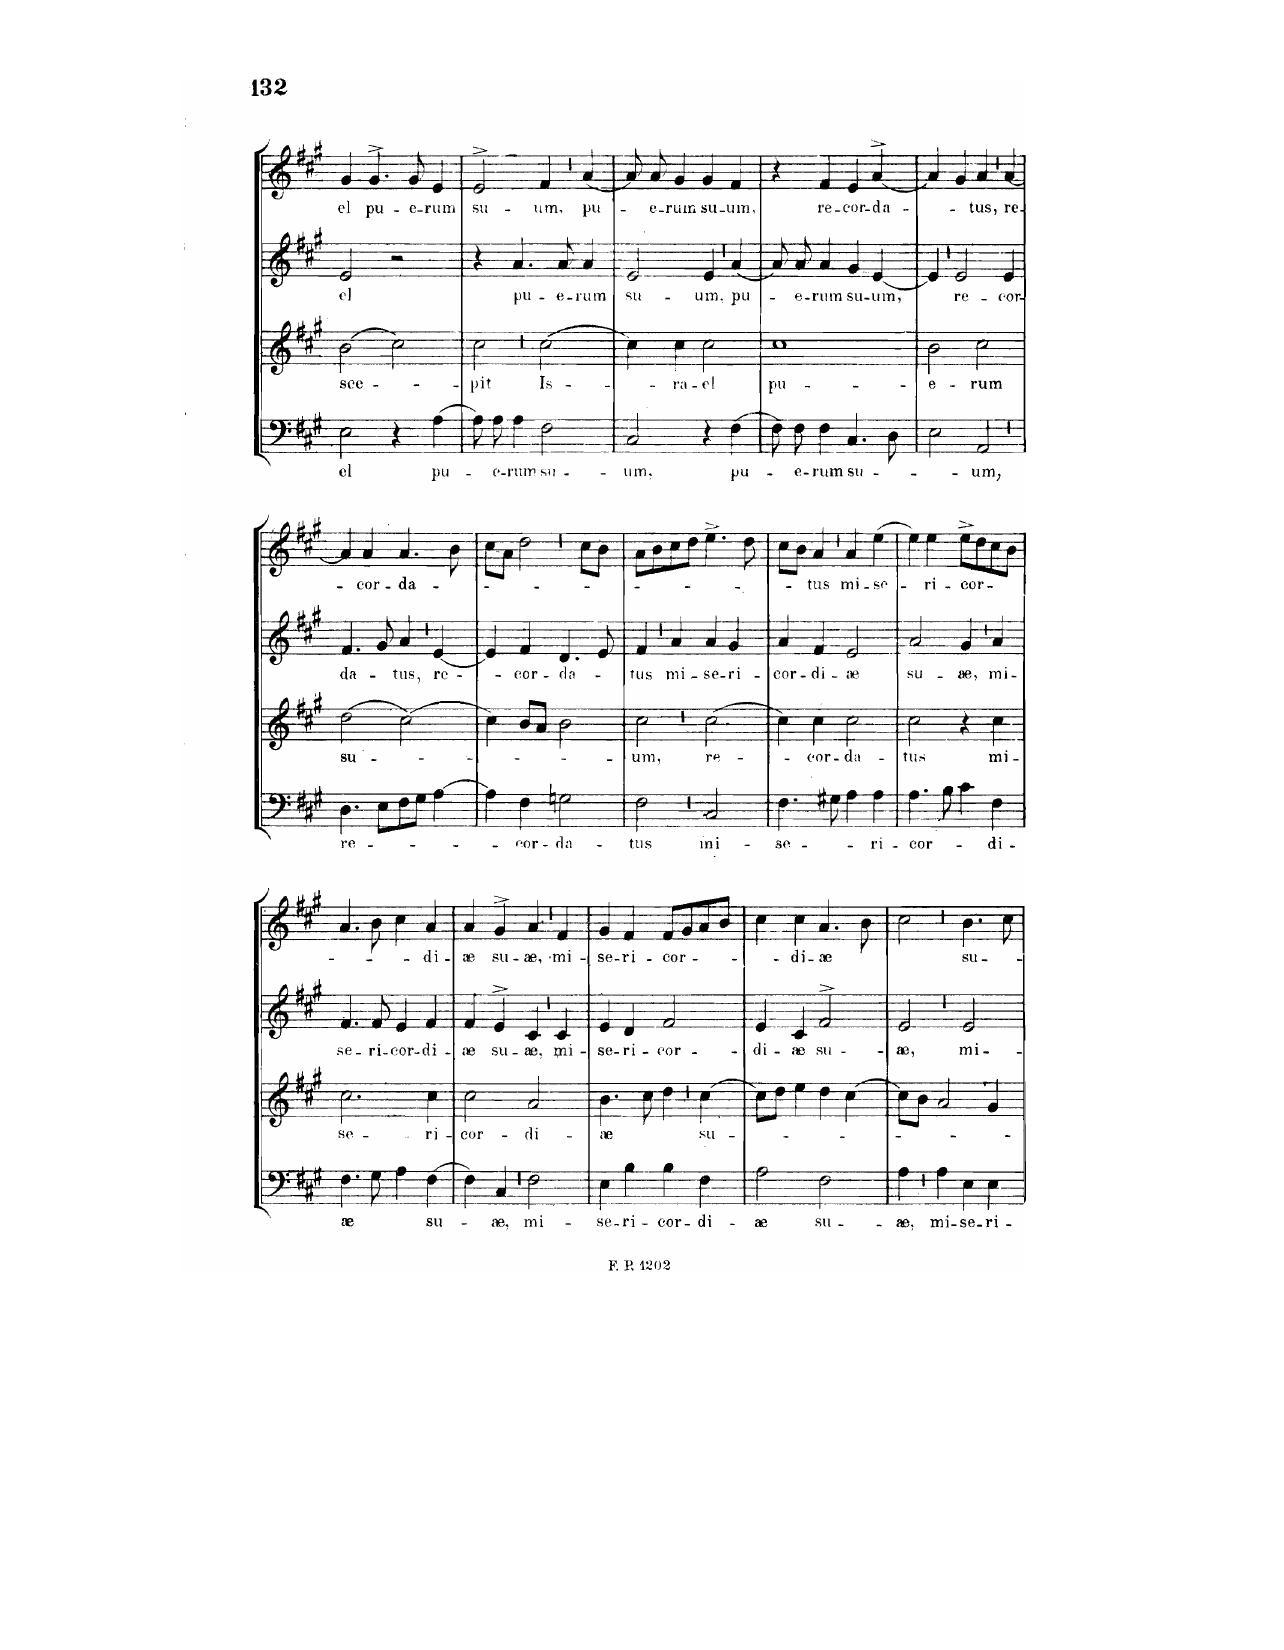 132
el pu - e - rum su - um, pu - e - rum su - um, re - cor - da - tus, re -
el pu - e - rum su - um, pu - e - rum su - um, re - cor -
sce - pit Is - ra - el pu - e - rum
el pu - e - rum su - um, pu - e - rum su - um,
- cor - da - tus mi - se - ri - cor -
da - tus, re - cor - da - tus mi - se - ri - cor - di - æ su - æ, mi -
su - um, re - cor - da - tus mi -
re - cor - da - tus mi - se - ri - cor - di -
- di - æ su - æ, mi - se - ri - cor - di - æ su -
se - ri - cor - di - æ su - æ, mi - se - ri - cor - di - æ su - æ, mi -
se - ri - cor - di - æ su -
æ su - æ, mi - se - ri - cor - di - æ su - æ, mi - se - ri -
F. P. 1202